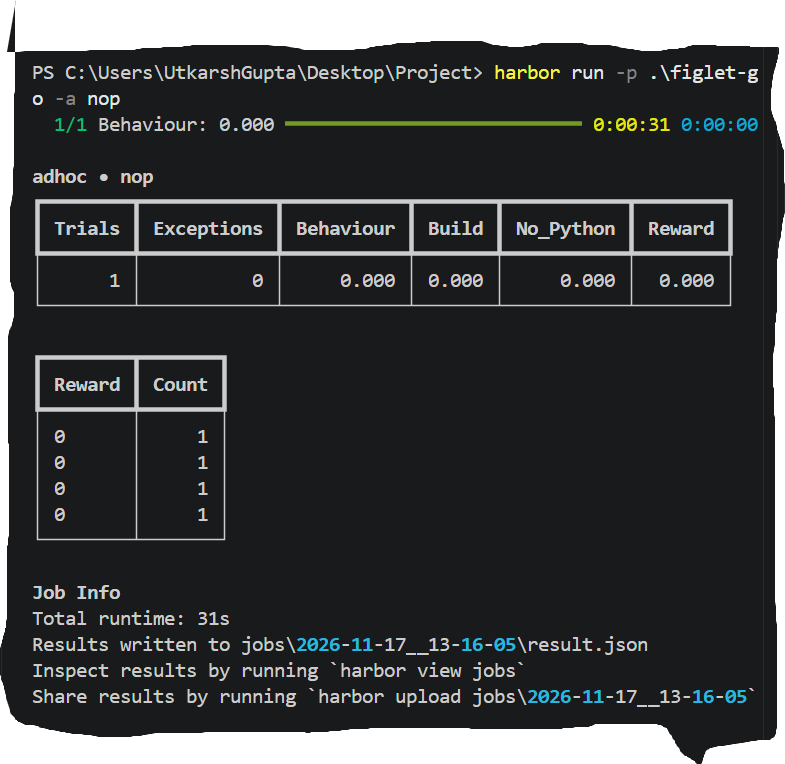 PS C:\Users\UtkarshGupta\Desktop\Project> harbor run -p .\figlet-g
o -a nop
1/1 Behaviour: 0.000 0:00:31 0:00:00
adhoc • nop
Trials Exceptions Behaviour Build No_Python Reward
1 0 0.000 0.000 0.000 0.000
Reward Count
0 1
0 1
0 1
0 1
Job Info
Total runtime: 31s
Results written to jobs\2026-11-17__13-16-05\result.json
Inspect results by running `harbor view jobs`
Share results by running `harbor upload jobs\2026-11-17__13-16-05`